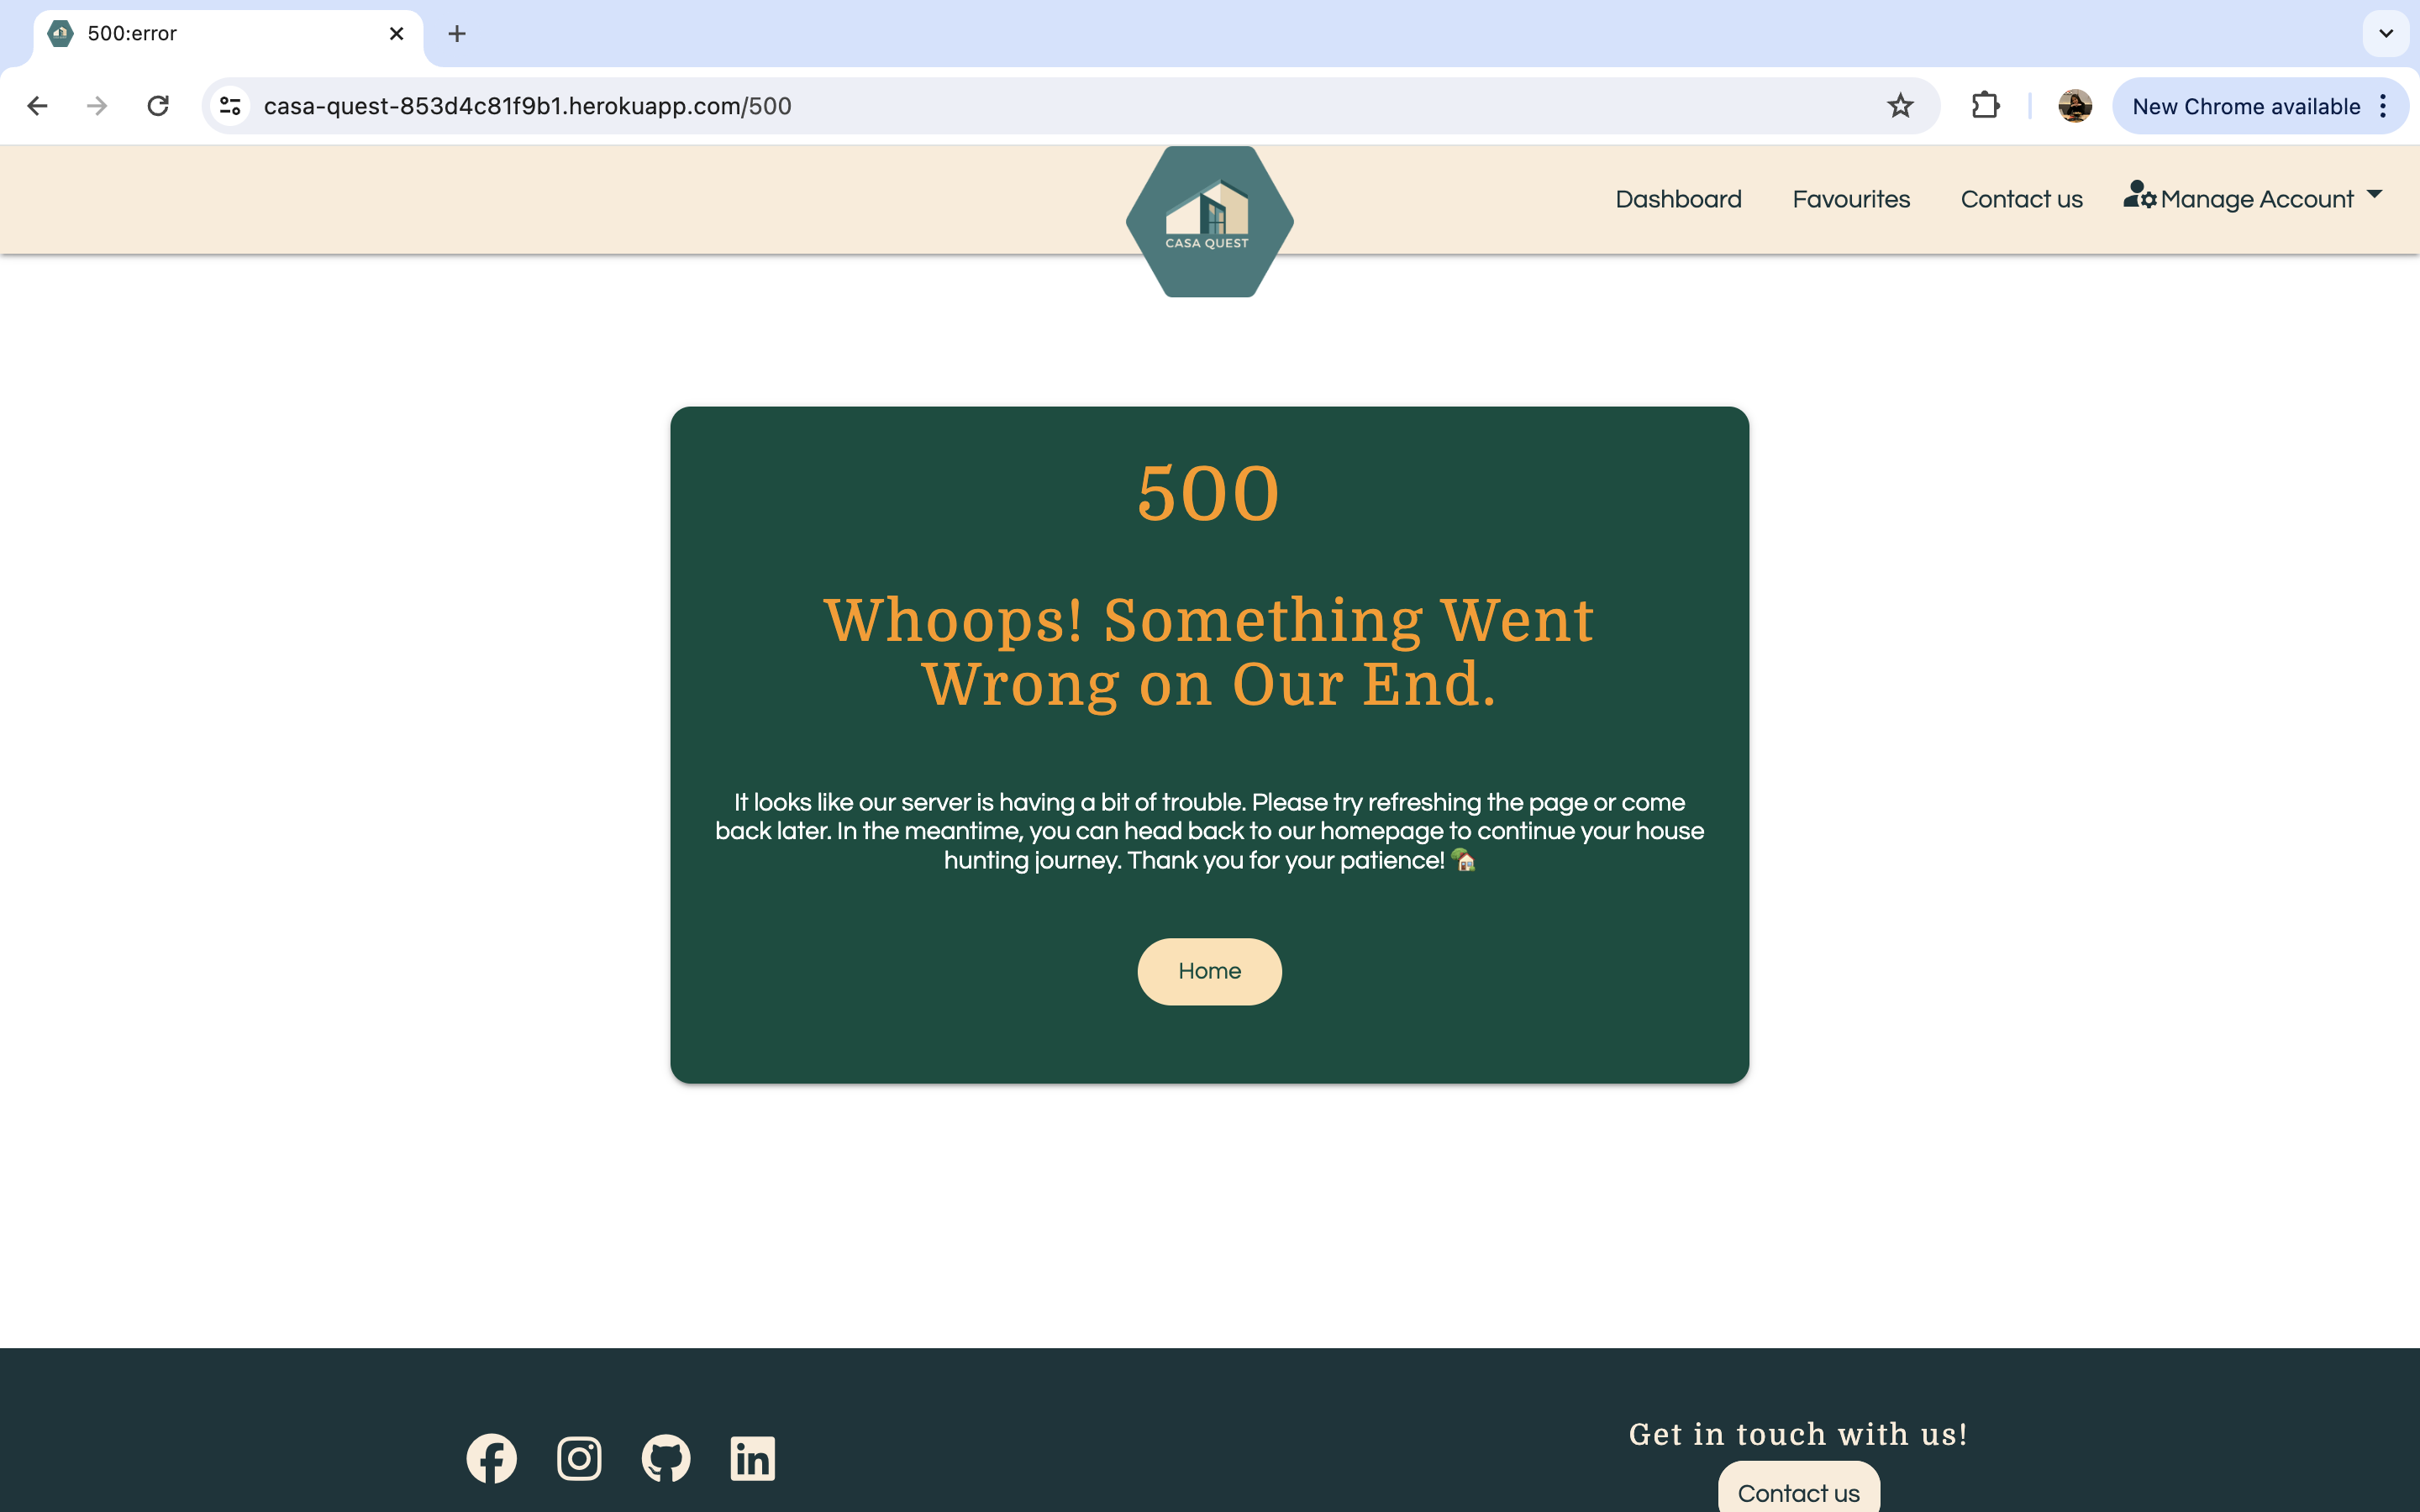 500:error
casa-quest-853d4c81f9b1.herokuapp.com/500
New Chrome available
CASA QUEST
Dashboard
Favourites
Contact us
Manage Account
500
Whoops! Something Went
Wrong on Our End.
It looks like our server is having a bit of trouble. Please try refreshing the page or come
back later. In the meantime, you can head back to our homepage to continue your house
hunting journey. Thank you for your patience! 🏡
Home
Get in touch with us!
Contact us